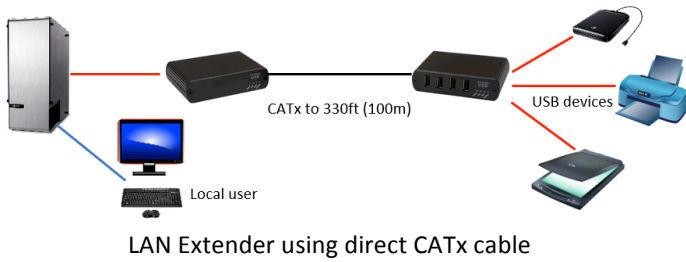 CATx to 330ft (100m)
USB devices
Local user
LAN Extender using direct CATx cable